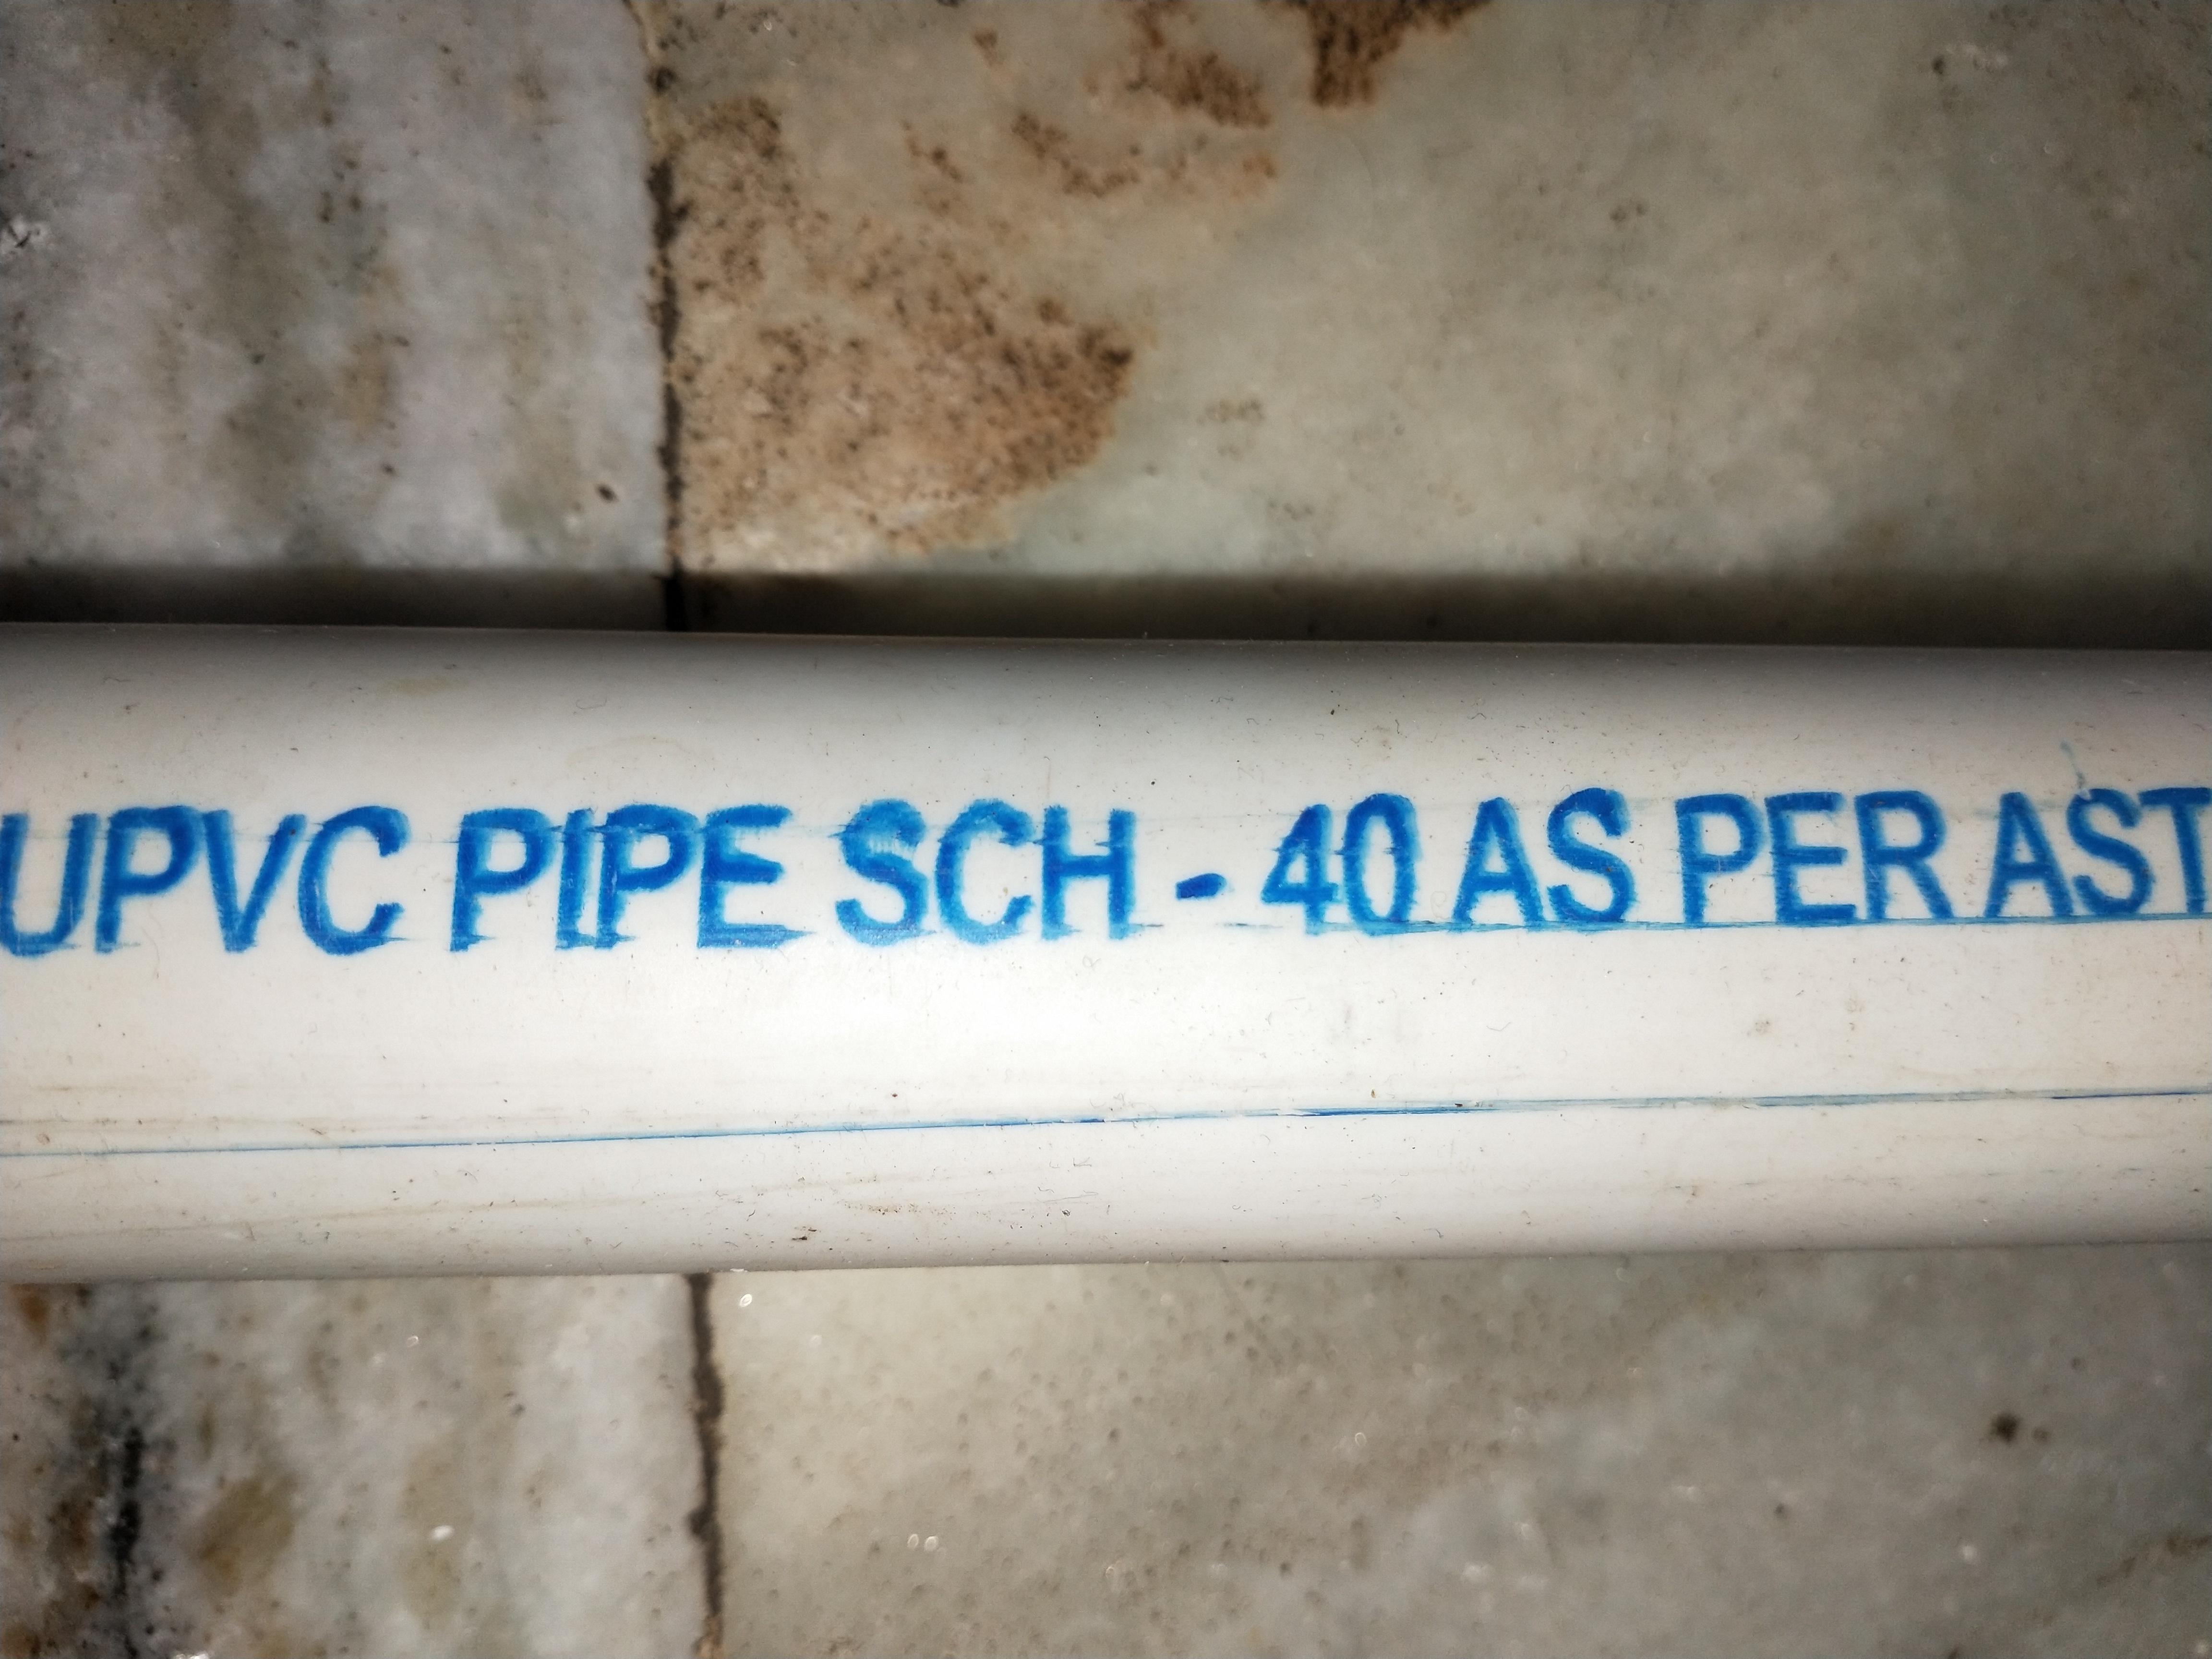 UPVC PIPE SCH - 40 AS PER AST